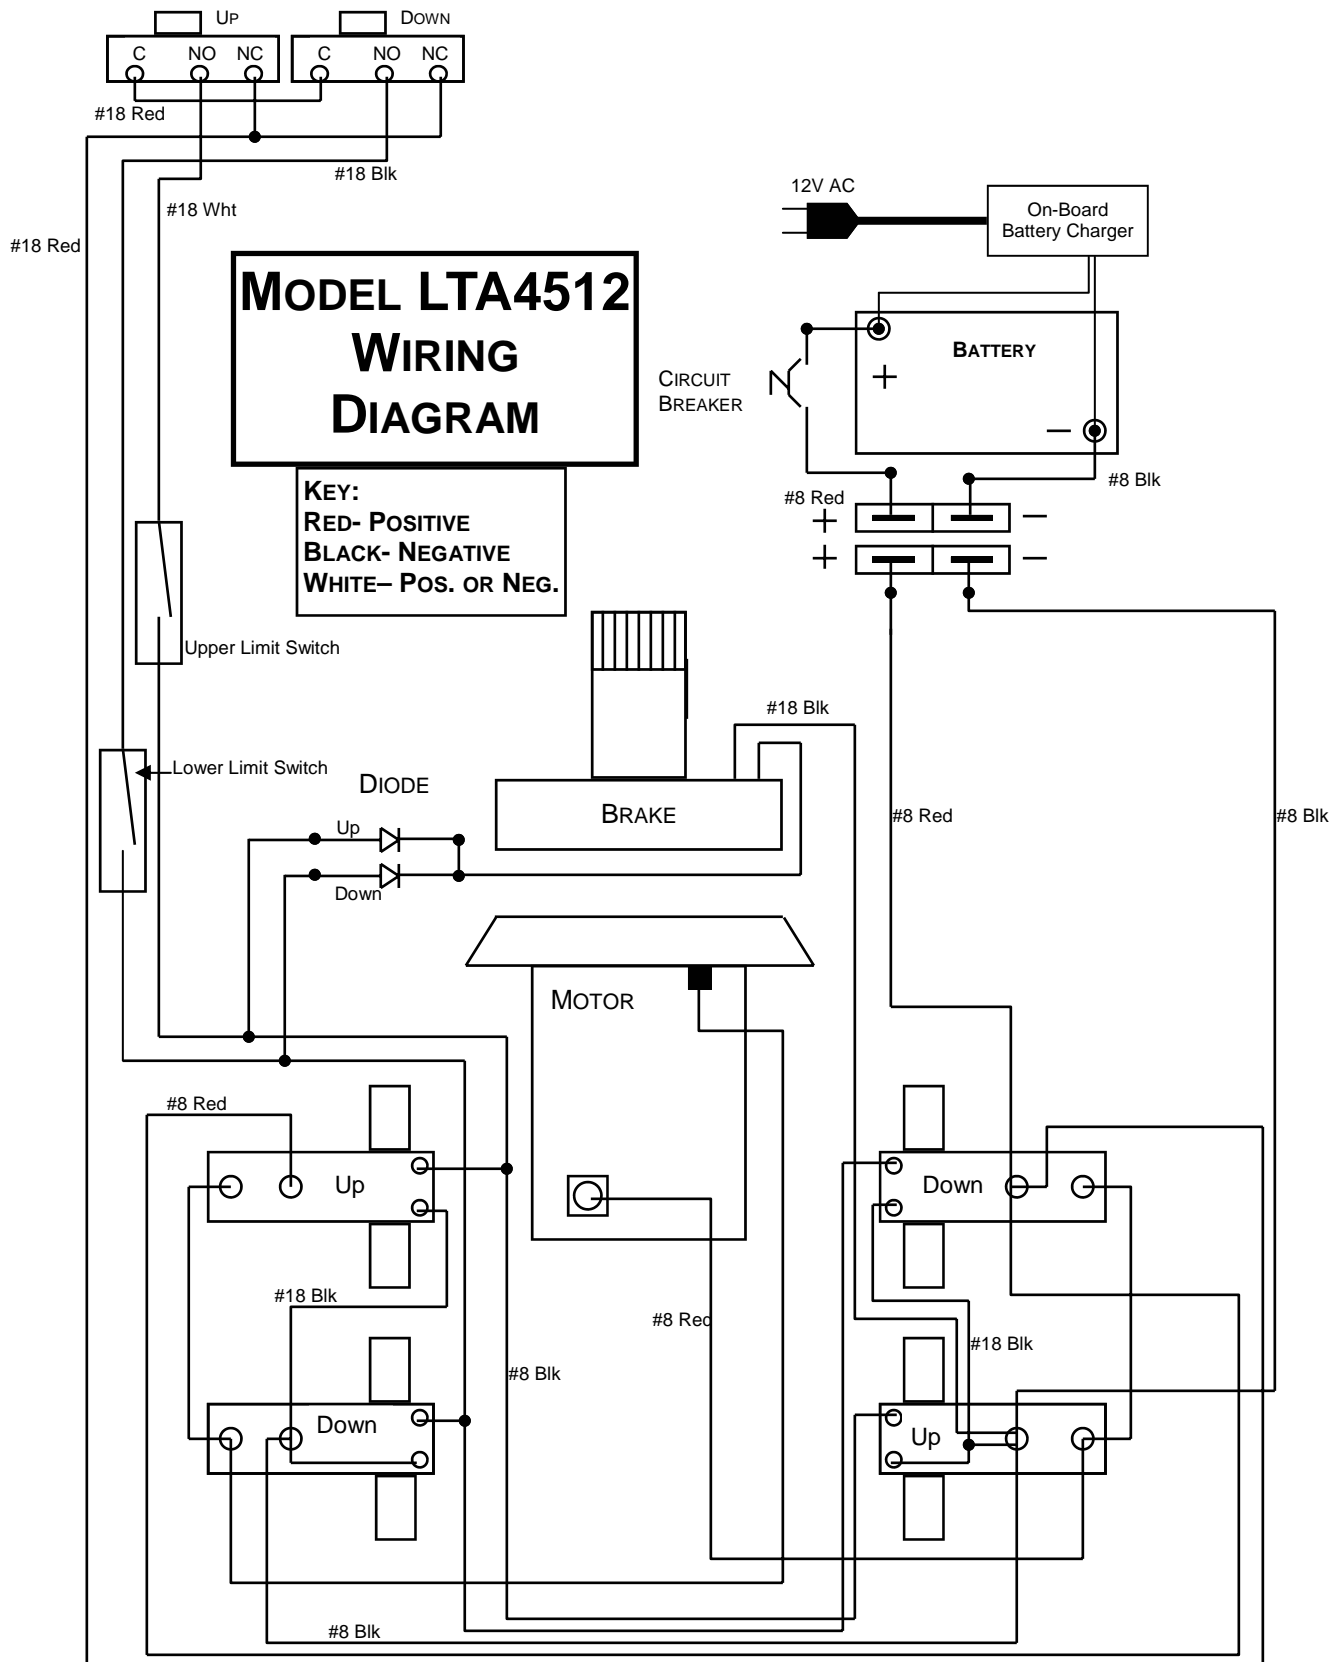 UP
DOWN
C NO NC
C NO NC
#18 Red
#18 Blk
#18 Wht
#18 Red
12V AC
On-Board
Battery Charger
MODEL LTA4512
WIRING
DIAGRAM
BATTERY
+
—
CIRCUIT
BREAKER
#8 Blk
#8 Red
+ —
+ —
KEY:
RED- POSITIVE
BLACK- NEGATIVE
WHITE– POS. OR NEG.
Upper Limit Switch
#18 Blk
Lower Limit Switch
DIODE
BRAKE
#8 Red
#8 Blk
Up
Down
MOTOR
#8 Red
Up
Down
#18 Blk
#8 Red
#18 Blk
#8 Blk
Down
Up
#8 Blk